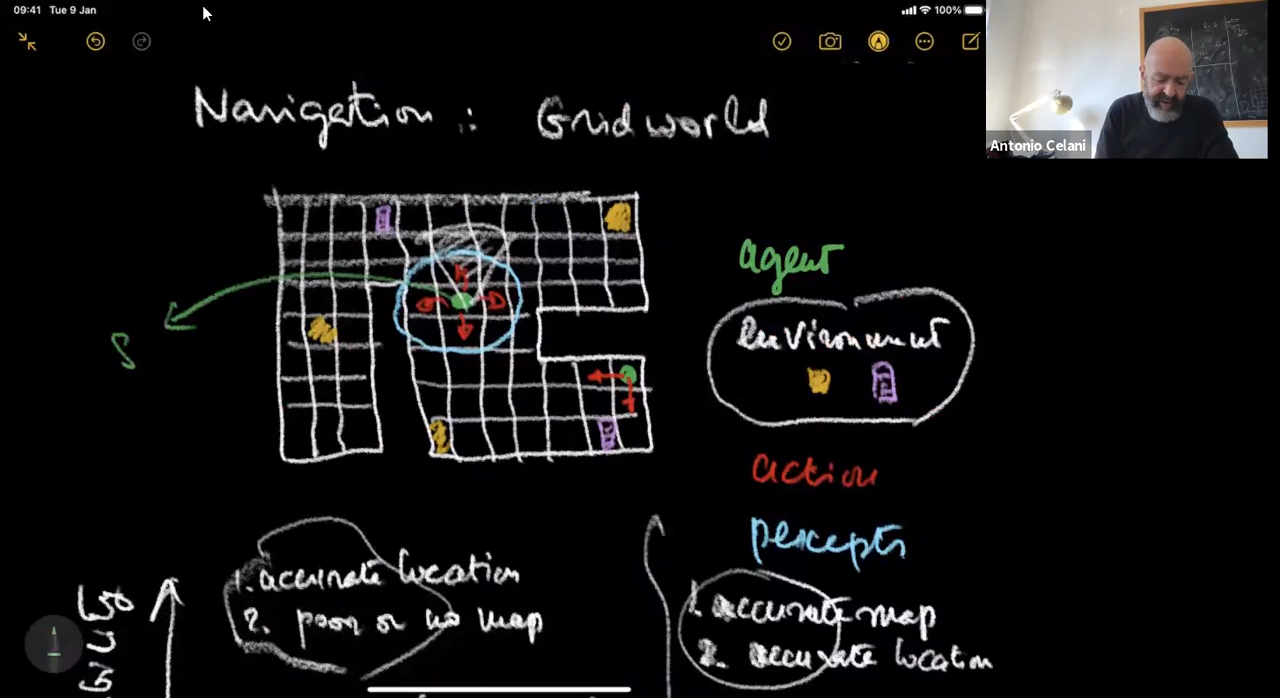 09:41 Tue 9 Jan
100%
Antonio Celani
Navigation : Gridworld
agent
environment
S
action
percepts
1. accurate location
2. poor or no map
1. accurate map
2. accurate location